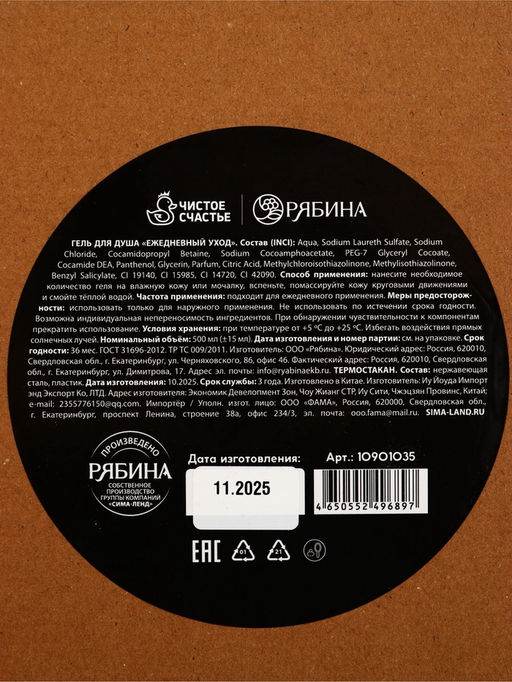 ЧИСТОЕ
СЧАСТЬЕ
РЯБИНА
ГЕЛЬ ДЛЯ ДУША «ЕЖЕДНЕВНЫЙ УХОД». Состав (INCI): Aqua, Sodium Laureth Sulfate, Sodium
Chloride, Cocamidopropyl Betaine, Sodium Cocoamphoacetate, PEG-7 Glyceryl Cocoate,
Cocamide DEA, Panthenol, Glycerin, Parfum, Citric Acid, Methylchloroisothiazolinone, Methylisothiazolinone,
Benzyl Salicylate, CI 19140, CI 15985, CI 14720, CI 42090. Способ применения: нанесите необходимое
количество геля на влажную кожу или мочалку, вспеньте, помассируйте кожу круговыми движениями
и смойте тёплой водой. Частота применения: подходит для ежедневного применения. Меры предосторож-
ности: использовать только для наружного применения. Не использовать по истечении срока годности.
Возможна индивидуальная непереносимость ингредиентов. При обнаружении чувствительности к компонентам
прекратить использование. Условия хранения: при температуре от +5 ºC до +25 ºC. Избегать воздействия прямых
солнечных лучей. Номинальный объём: 500 мл (±15 мл). Дата изготовления и номер партии: см. на упаковке. Срок
годности: 36 мес. ГОСТ 31696-2012. ТР ТС 009/2011. Изготовитель: ООО «Рябина». Юридический адрес: Россия, 620010,
Свердловская обл., г. Екатеринбург, ул. Черняховского, 86, офис 46. Фактический адрес: Россия, 620010, Свердловская
обл., г. Екатеринбург, ул. Димитрова, 17. Адрес эл. почты: info@ryabinaekb.ru. ТЕРМОСТАКАН. Состав: нержавеющая
сталь, пластик. Дата изготовления: 10.2025. Срок службы: 3 года. Изготовлено в Китае. Изготовитель: Иу Йоуда Импорт
энд Экспорт Ко, ЛТД. Адрес изготовителя: Экономик Девелопмент Зон, Чоу Жианг СТР, Иу Сити, Чжэцзян Провинс, Китай;
e-mail: 2355776150@qq.com. Импортёр / Уполн. изгот. лицо: ООО «ФАМА», Россия, 620000, Свердловская обл.,
г. Екатеринбург, проспект Ленина, строение 38а, офис 234/3, эл. почта: ooo.fama@mail.ru. SIMA-LAND.RU
ПРОИЗВЕДЕНО
РЯБИНА
СОБСТВЕННОЕ
ПРОИЗВОДСТВО
ГРУППЫ КОМПАНИЙ
«СИМА-ЛЕНД»
Дата изготовления:
11.2025
Арт.: 10901035
4 650552 496897
EAC
01
21